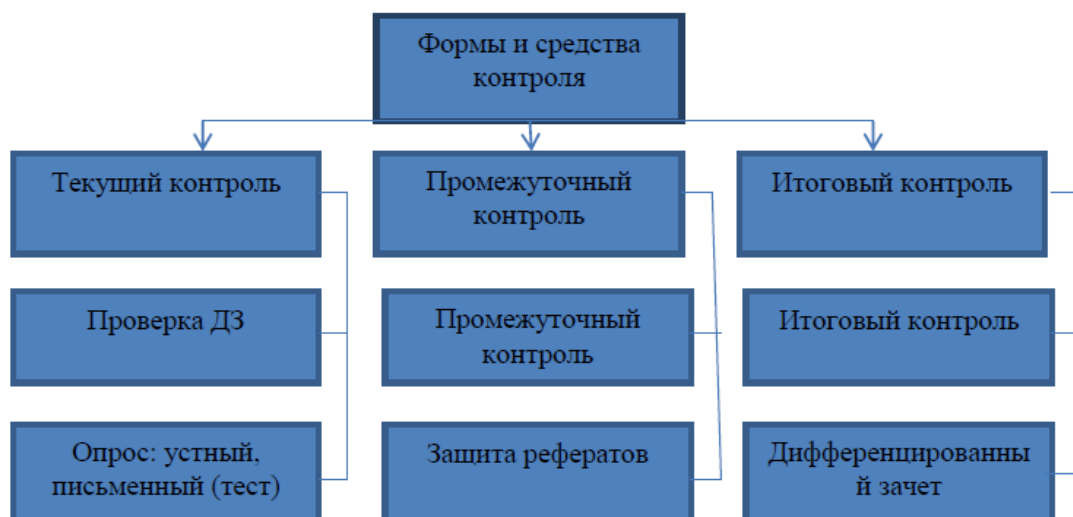 Формы и средства
контроля
Текущий контроль
Промежуточный
контроль
Итоговый контроль
Проверка ДЗ
Промежуточный
контроль
Итоговый контроль
Опрос: устный,
письменный (тест)
Защита рефератов
Дифференцированны
й зачет